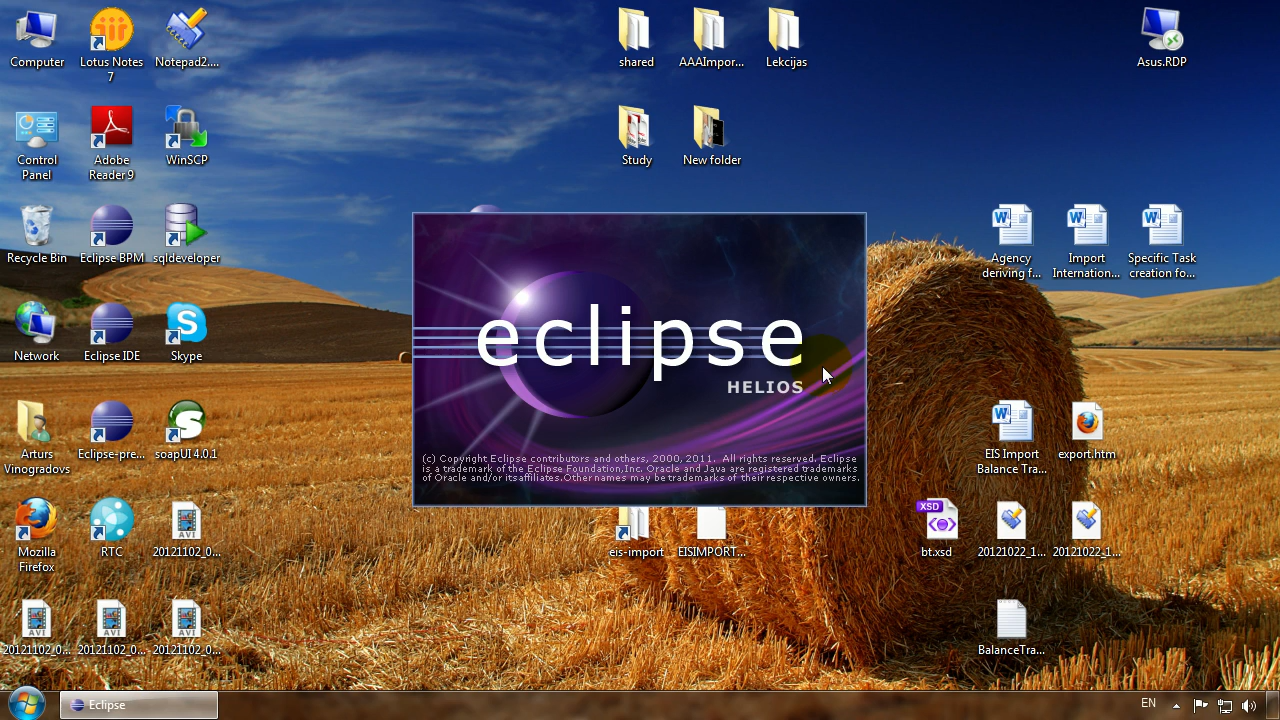 Computer
Lotus Notes
7
Notepad2....
shared
AAAImpor...
Lekcijas
Asus.RDP
Control
Panel
Adobe
Reader 9
WinSCP
Study
New folder
Recycle Bin
Eclipse BPM
sqldeveloper
Agency
deriving f...
Import
Internation...
Specific Task
creation fo...
Network
Eclipse IDE
Skype
eclipse
HELIOS
(c) Copyright Eclipse contributors and others, 2000, 2011. All rights reserved. Eclipse
is a trademark of the Eclipse Foundation,Inc. Oracle and Java are registered trademarks
of Oracle and/or itsaffiliates.Other names may be trademarks of their respective owners.
Arturs
Vinogradovs
Eclipse-pre...
soapUI 4.0.1
EIS Import
Balance Tra...
export.htm
Mozilla
Firefox
RTC
AVI
20121102_0...
eis-import
EISIMPORT...
XSD
bt.xsd
20121022_1...
20121022_1...
AVI
20121102_0...
AVI
20121102_0...
AVI
20121102_0...
BalanceTra...
Eclipse
EN